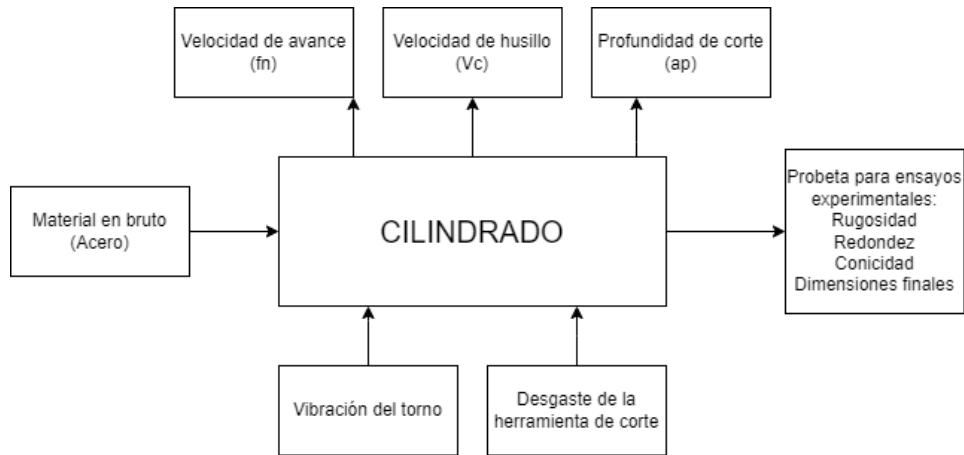 Velocidad de avance
(fn)
Velocidad de husillo
(Vc)
Profundidad de corte
(ap)
Material en bruto
(Acero)
CILINDRADO
Probeta para ensayos
experimentales:
Rugosidad
Redondez
Conicidad
Dimensiones finales
Vibración del torno
Desgaste de la
herramienta de corte